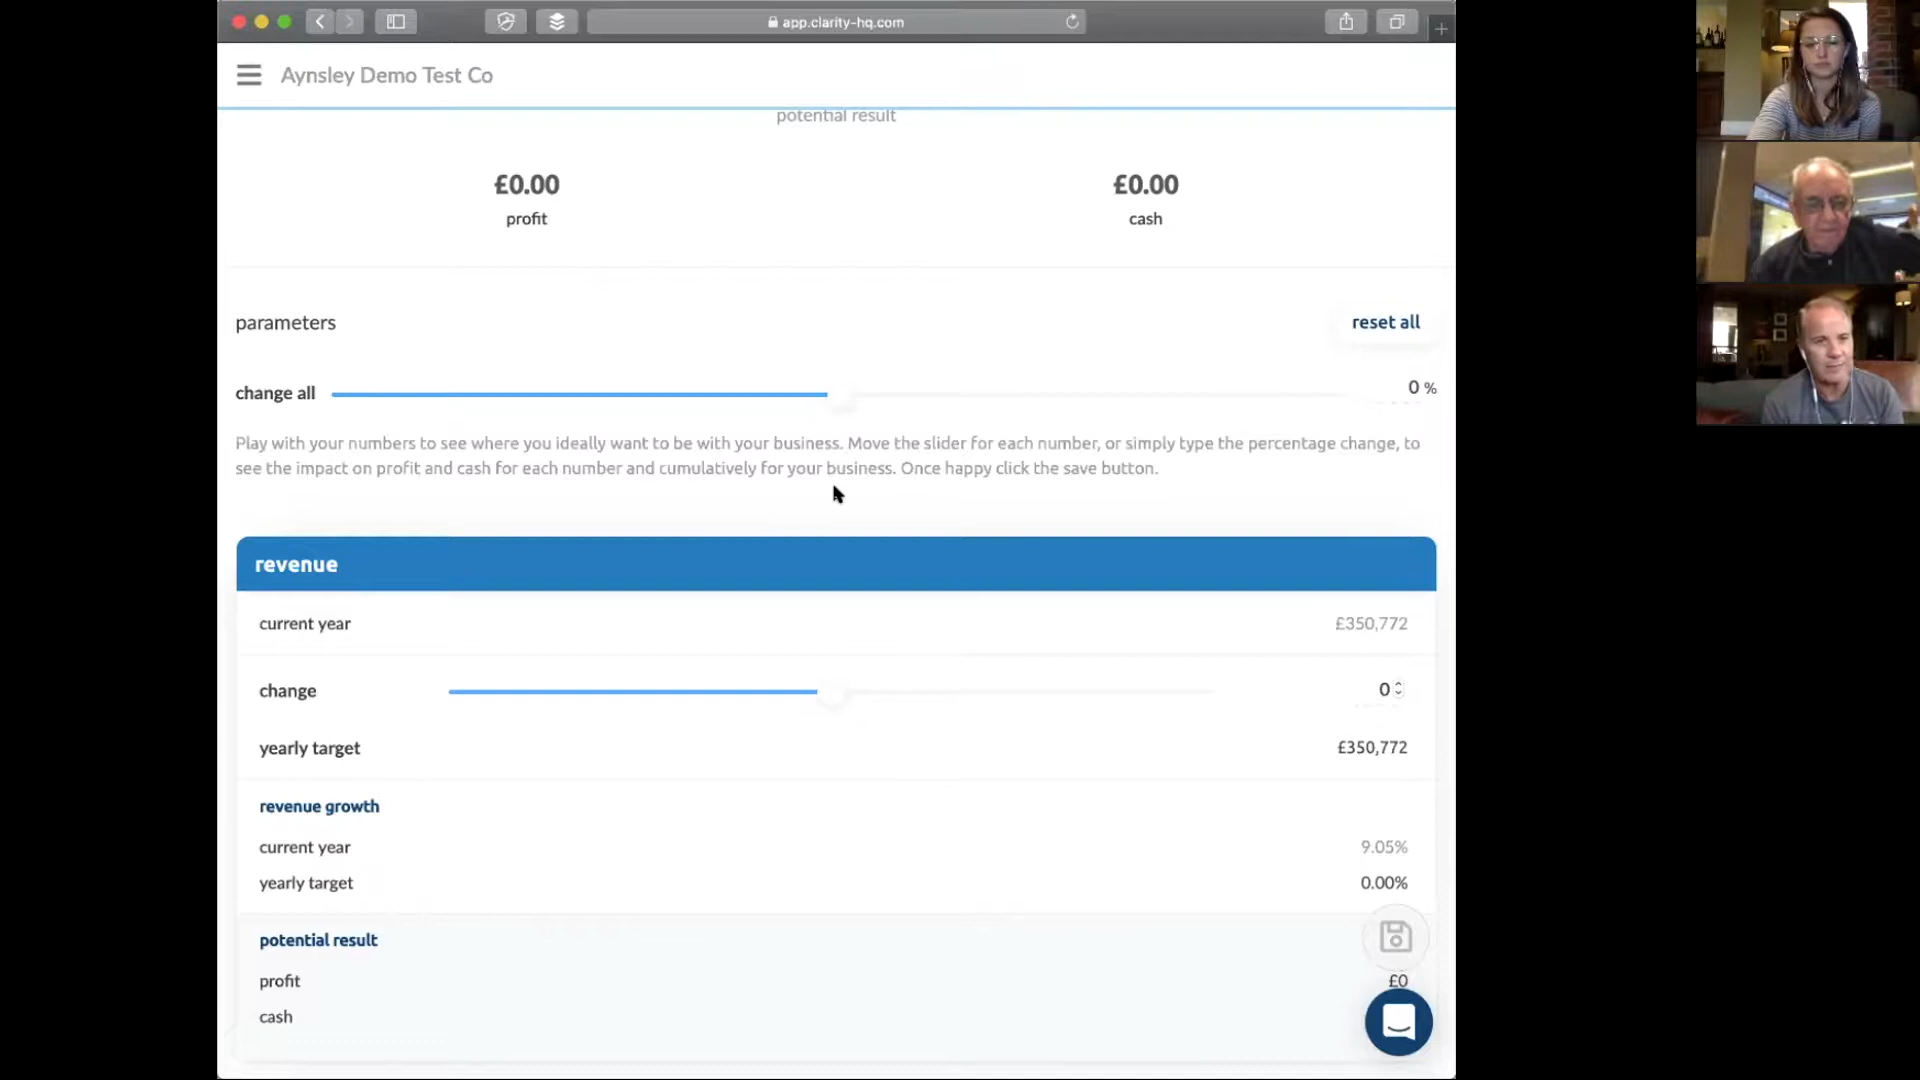 app.clarity-hq.com
Aynsley Demo Test Co
potential result
£0.00
£0.00
profit
cash
parameters
reset all
change all
0 %
Play with your numbers to see where you ideally want to be with your business. Move the slider for each number, or simply type the percentage change, to
see the impact on profit and cash for each number and cumulatively for your business. Once happy click the save button.
revenue
current year
£350,772
change
0
yearly target
£350,772
revenue growth
current year
9.05%
yearly target
0.00%
potential result
profit
£0
cash